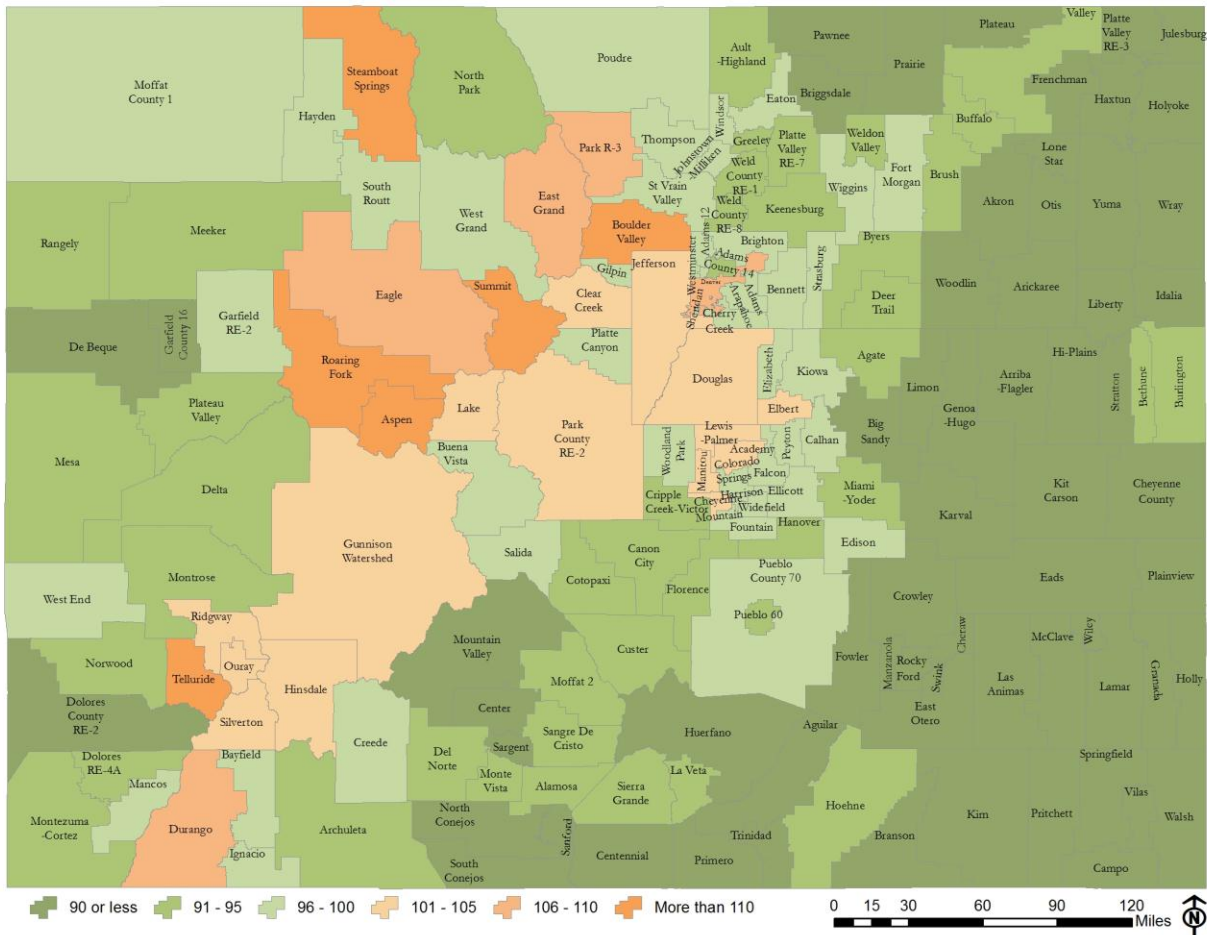 Moffat
County 1
Steamboat
Springs
North
Park
Poudre
Ault
-Highland
Pawnee
Plateau
Valley
Platte
Valley
RE-3
Julesburg
Prairie
Briggsdale
Frenchman
Haxtun
Holyoke
Hayden
Eaton
Windsor
Thompson
Johnstown
-Milliken
Park R-3
Greeley
Platte
Valley
RE-7
Weld
County
RE-1
Weldon
Valley
Buffalo
Lone
Star
Fort
Morgan
Brush
Wiggins
Akron
Otis
Yuma
Wray
South
Routt
West
Grand
East
Grand
St Vrain
Valley
Weld
County
RE-8
Keenesburg
Rangely
Meeker
Boulder
Valley
Adams 12
Brighton
Byers
Strasburg
Gilpin
Jefferson
Westminster
Adams
County 14
Denver
Bennett
Woodlin
Arickaree
Liberty
Idalia
Eagle
Summit
Clear
Creek
Sheridan
Cherry
Creek
Arapahoe
Adams
Deer
Trail
Garfield
RE-2
Garfield
County 16
De Beque
Platte
Canyon
Hi-Plains
Roaring
Fork
Douglas
Elizabeth
Kiowa
Agate
Limon
Arriba
-Flagler
Stratton
Bethune
Burlington
Plateau
Valley
Aspen
Lake
Park
County
RE-2
Elbert
Genoa
-Hugo
Big
Sandy
Mesa
Buena
Vista
Woodland
Park
Lewis
-Palmer
Manitou
Academy
Colorado
Springs
Peyton
Calhan
Falcon
Delta
Cripple
Creek-Victor
Harrison
Ellicott
Cheyenne
Mountain
Widefield
Fountain
Hanover
Miami
-Yoder
Kit
Carson
Cheyenne
County
Karval
Gunnison
Watershed
Salida
Edison
Montrose
Cotopaxi
Canon
City
Florence
Pueblo
County 70
Pueblo 60
Eads
Plainview
West End
Crowley
Ridgway
Norwood
Ouray
Telluride
Hinsdale
Silverton
Mountain
Valley
Custer
Moffat 2
Fowler
Manzanola
Rocky
Ford
Swink
Cheraw
McClave
Wiley
Las
Animas
Lamar
Granada
Holly
East
Otero
Dolores
County
RE-2
Center
Sargent
Sangre De
Cristo
Huerfano
Aguilar
Creede
Springfield
Dolores
RE-4A
Bayfield
Mancos
Del
Norte
Monte
Vista
Alamosa
Sierra
Grande
La Veta
Hoehne
Vilas
Montezuma
-Cortez
Durango
Archuleta
North
Conejos
Sanford
Trinidad
Branson
Kim
Pritchett
Walsh
Ignacio
South
Conejos
Centennial
Primero
Campo
90 or less
91 - 95
96 - 100
101 - 105
106 - 110
More than 110
0 15 30 60 90 120
Miles
N